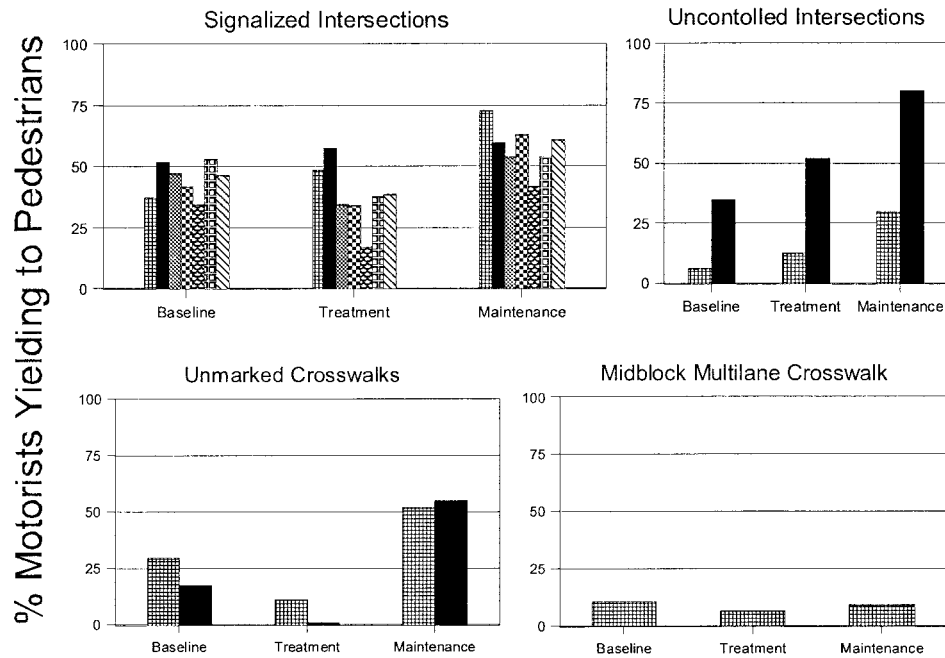 % Motorists Yielding to Pedestrians
Signalized Intersections
100
75
50
25
0
Baseline Treatment Maintenance
Uncontolled Intersections
100
75
50
25
0
Baseline Treatment Maintenance
Unmarked Crosswalks
100
75
50
25
0
Baseline Treatment Maintenance
Midblock Multilane Crosswalk
100
75
50
25
0
Baseline Treatment Maintenance